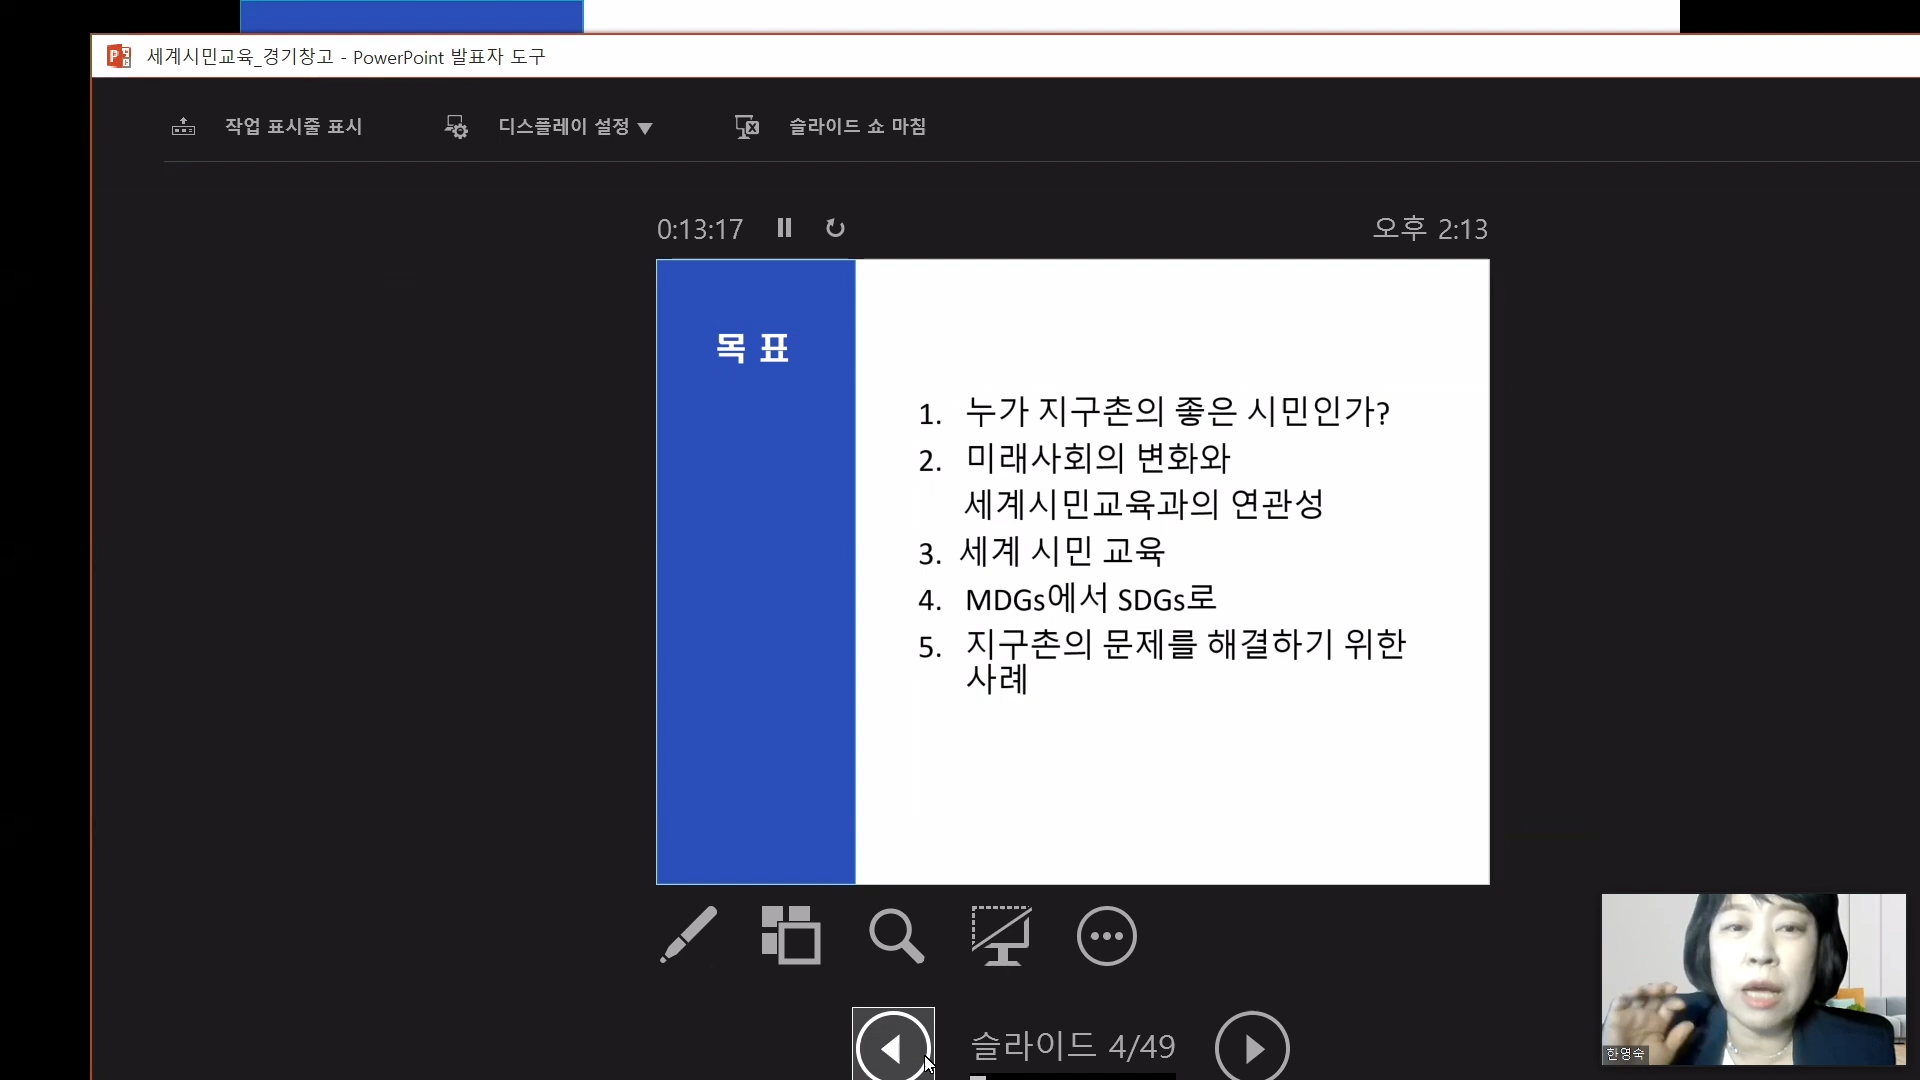 세계시민교육_경기창고 - PowerPoint 발표자 도구
작업 표시줄 표시
디스플레이 설정 ▼
슬라이드 쇼 마침
0:13:17
오후 2:13
목 표
1. 누가 지구촌의 좋은 시민인가?
2. 미래사회의 변화와
세계시민교육과의 연관성
3. 세계 시민 교육
4. MDGs에서 SDGs로
5. 지구촌의 문제를 해결하기 위한
사례
슬라이드 4/49
한영숙